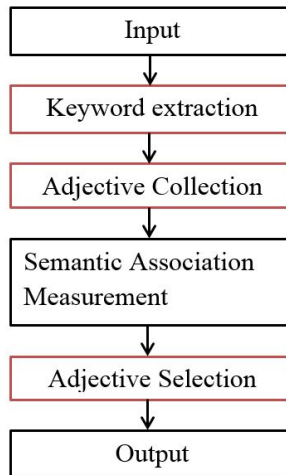 Input
Keyword extraction
Adjective Collection
Semantic Association
Measurement
Adjective Selection
Output